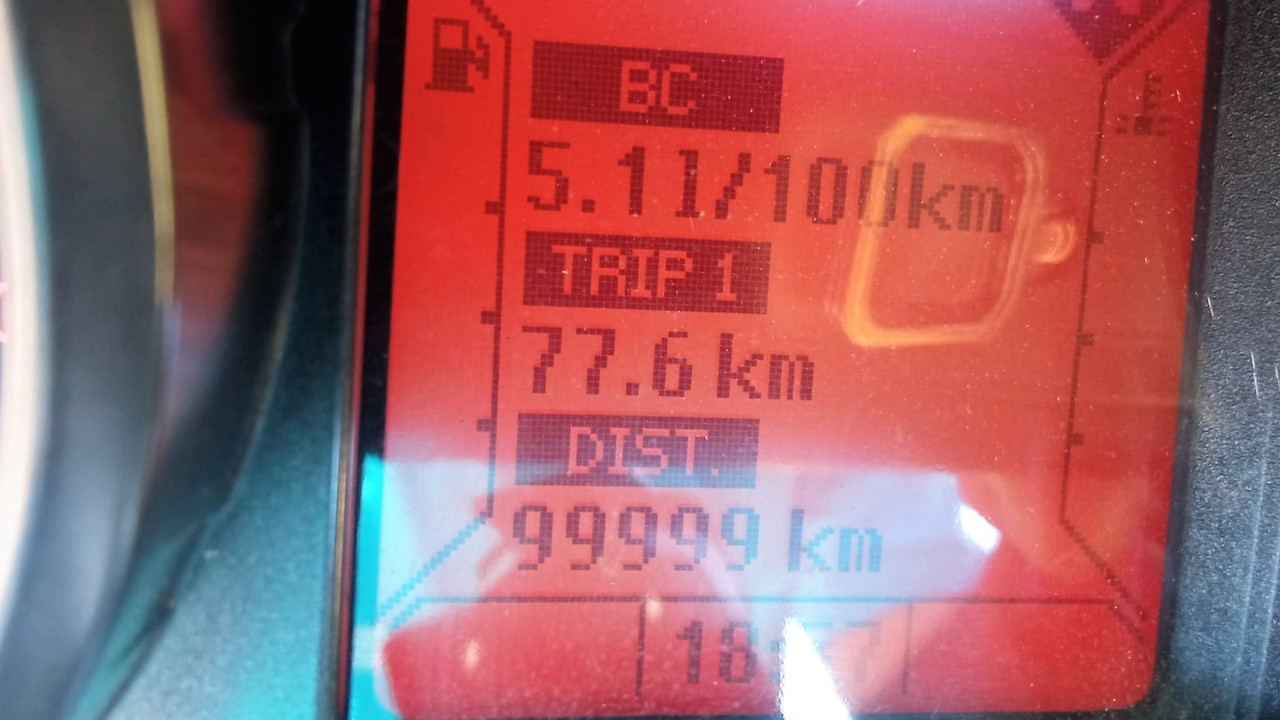 BC
5.1l/100km
TRIP 1
77.6 km
DIST.
99999 km